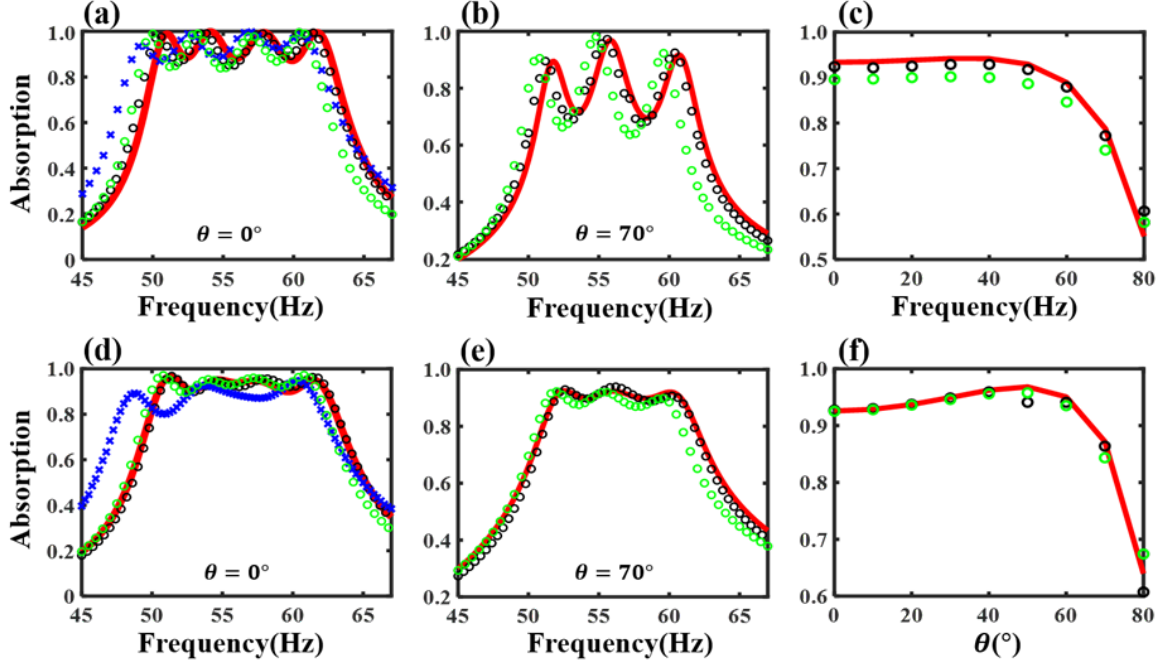 (a) (b) (c)
1.0 1.0 1.0
0.8 0.8 0.9
0.6 0.6 0.8
0.4 0.4 0.7
0.2 0.2 0.6
0 0.5
Absorption
θ = 0° θ = 70°
45 50 55 60 65 45 50 55 60 65 0 20 40 60 80
Frequency(Hz) Frequency(Hz) Frequency(Hz)
(d) (e) (f)
1.0 1.0 1.0
0.8 0.8 0.9
0.6 0.6 0.8
0.4 0.4 0.7
0.2 0.2 0.6
0
Absorption
θ = 0° θ = 70°
45 50 55 60 65 45 50 55 60 65 0 20 40 60 80
Frequency(Hz) Frequency(Hz) θ(°)